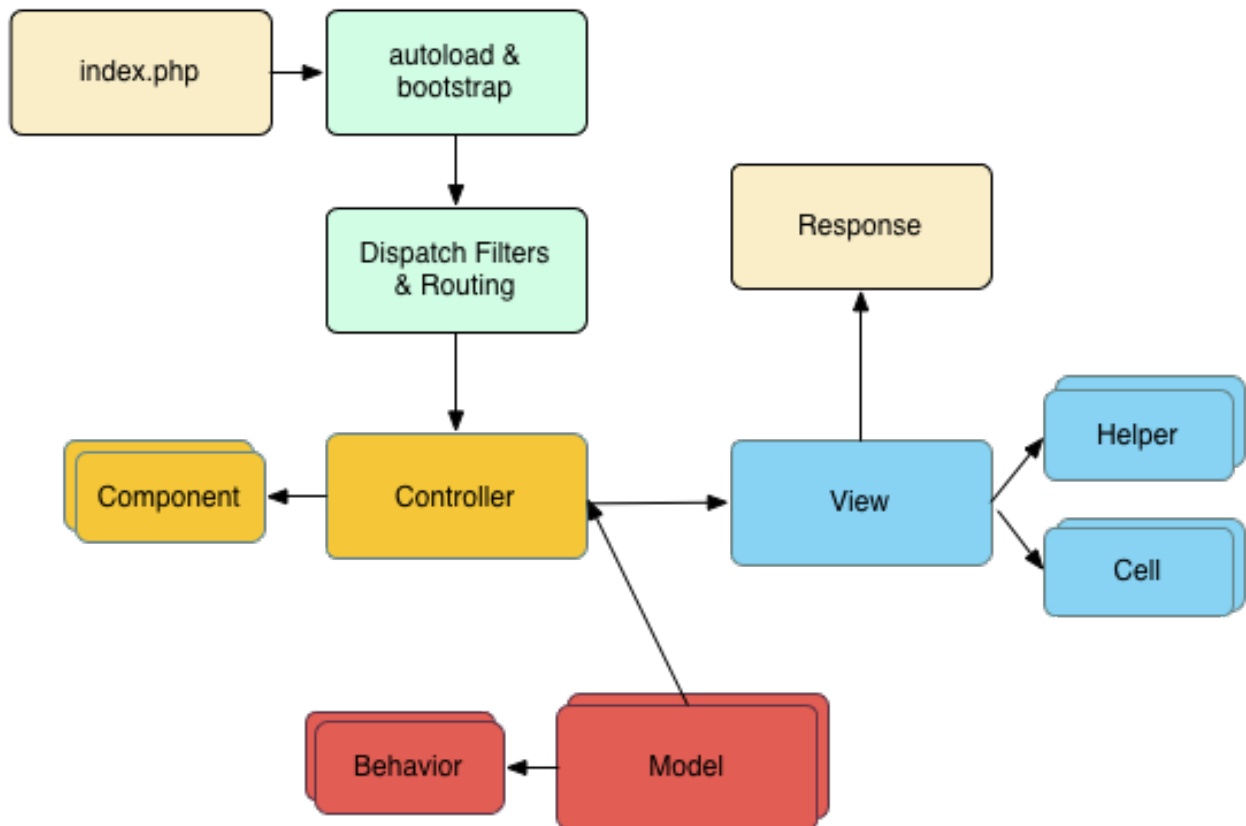 index.php
autoload &
bootstrap
Dispatch Filters
& Routing
Response
Component
Controller
View
Helper
Cell
Behavior
Model